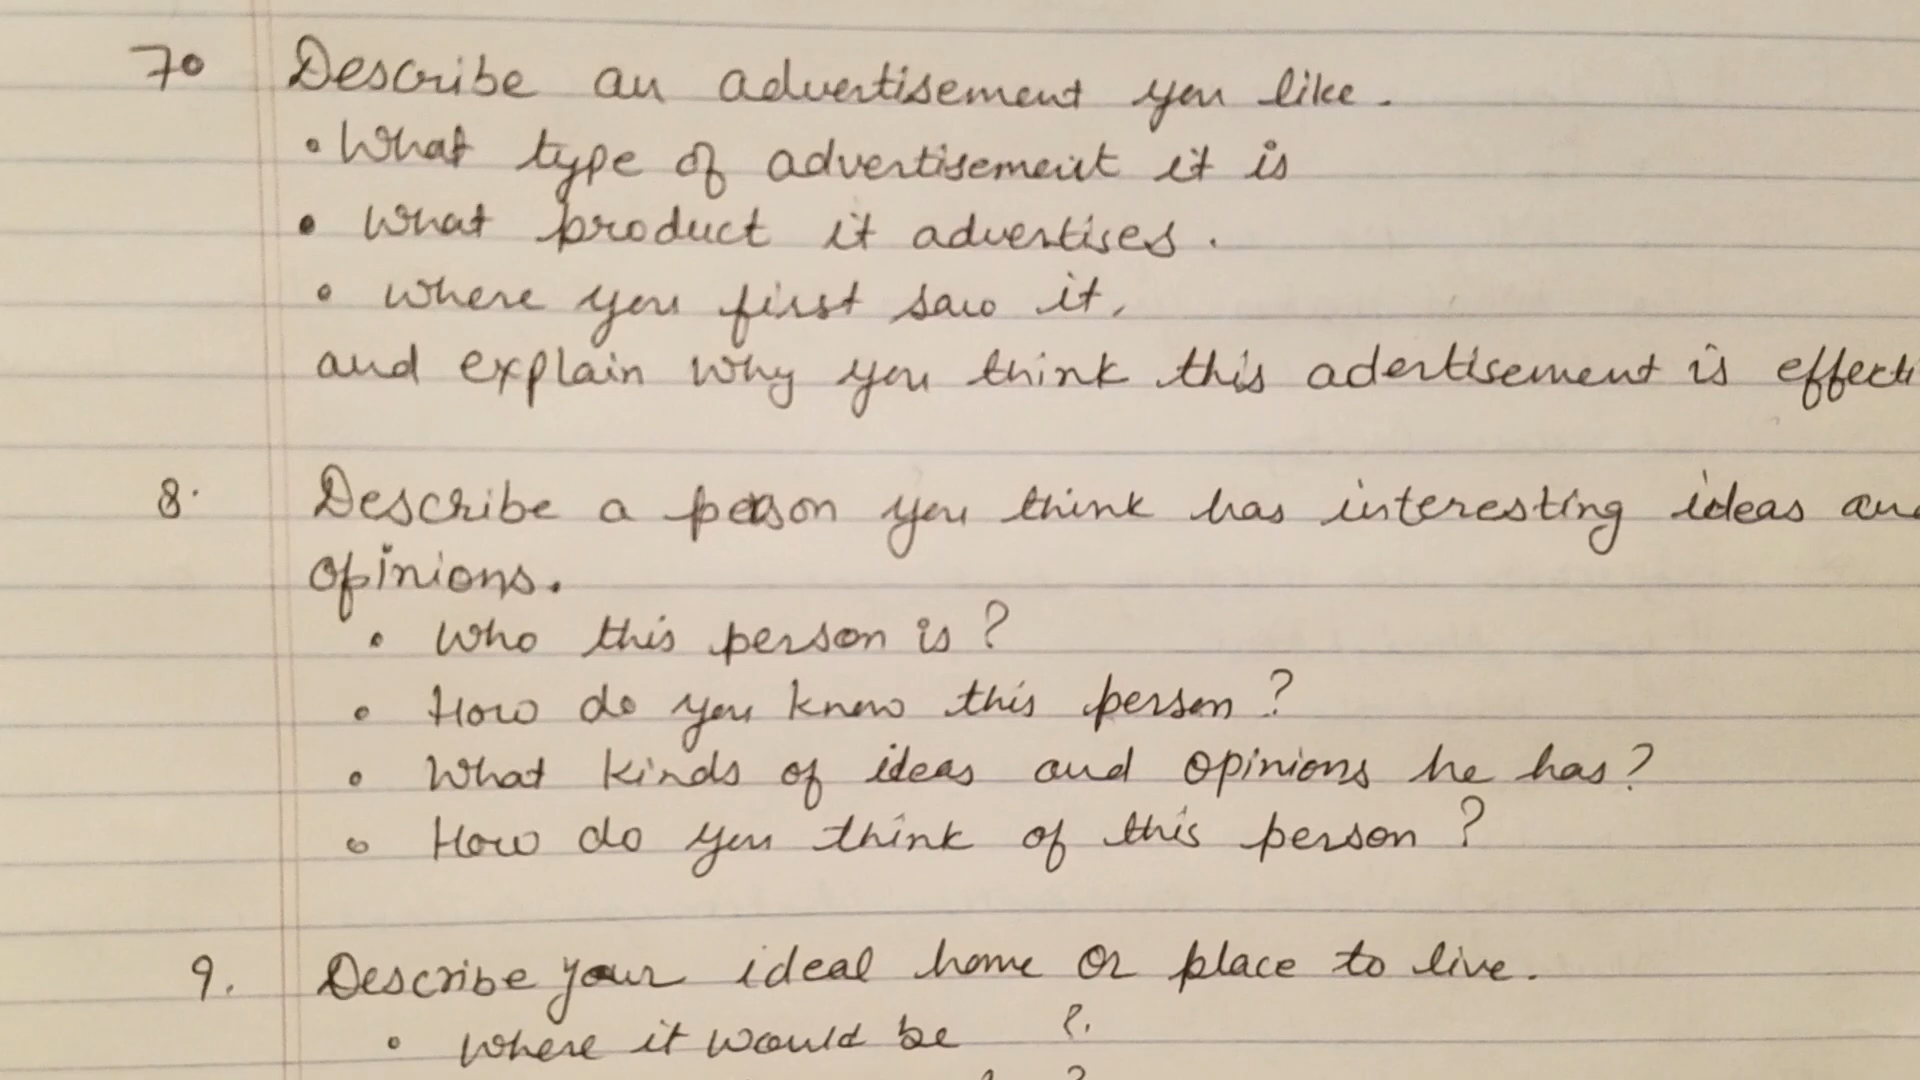 70 Describe an advertisement you like.
• What type of advertisement it is
• What product it advertises.
• where you first saw it,
and explain why you think this adertisement is effecti
8. Describe a person you think has interesting ideas an
opinions.
• Who this person is?
• How do you know this person?
• What kinds of ideas and opinions he has?
• How do you think of this person?
9. Describe your ideal home or place to live.
• where it would be ?.